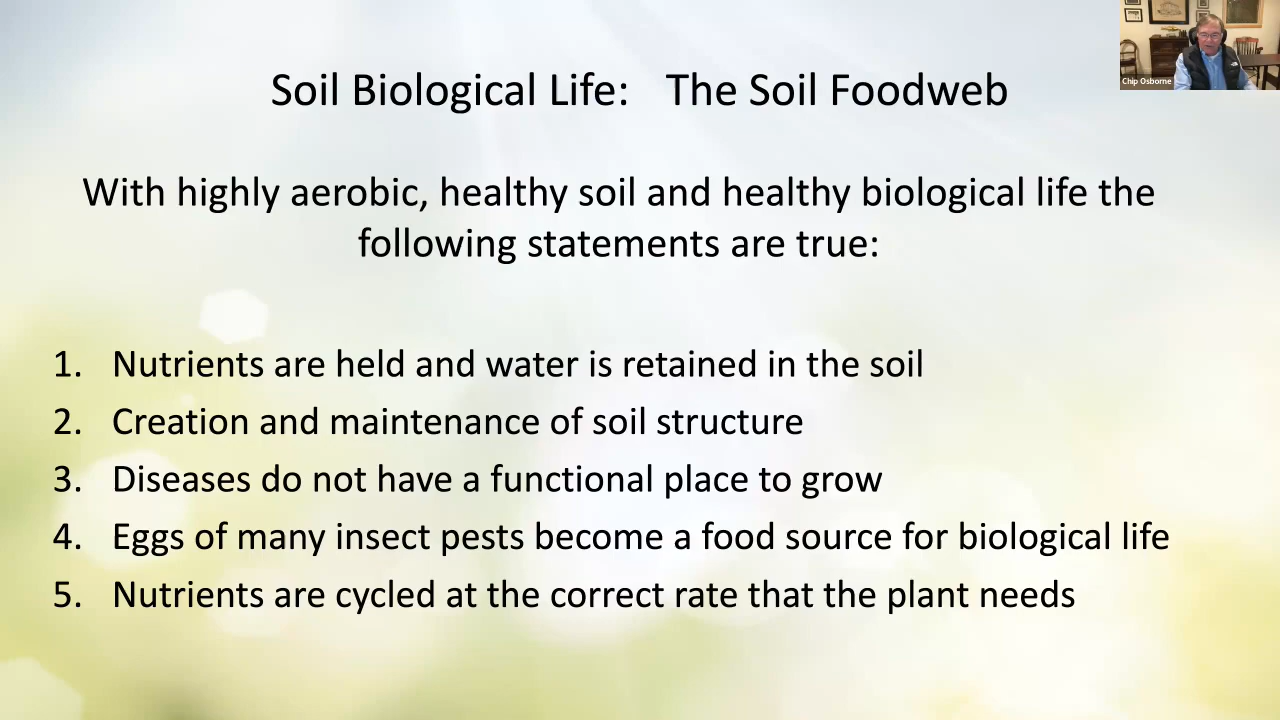 Soil Biological Life: The Soil Foodweb
Chip Osborne
With highly aerobic, healthy soil and healthy biological life the
following statements are true:
1. Nutrients are held and water is retained in the soil
2. Creation and maintenance of soil structure
3. Diseases do not have a functional place to grow
4. Eggs of many insect pests become a food source for biological life
5. Nutrients are cycled at the correct rate that the plant needs